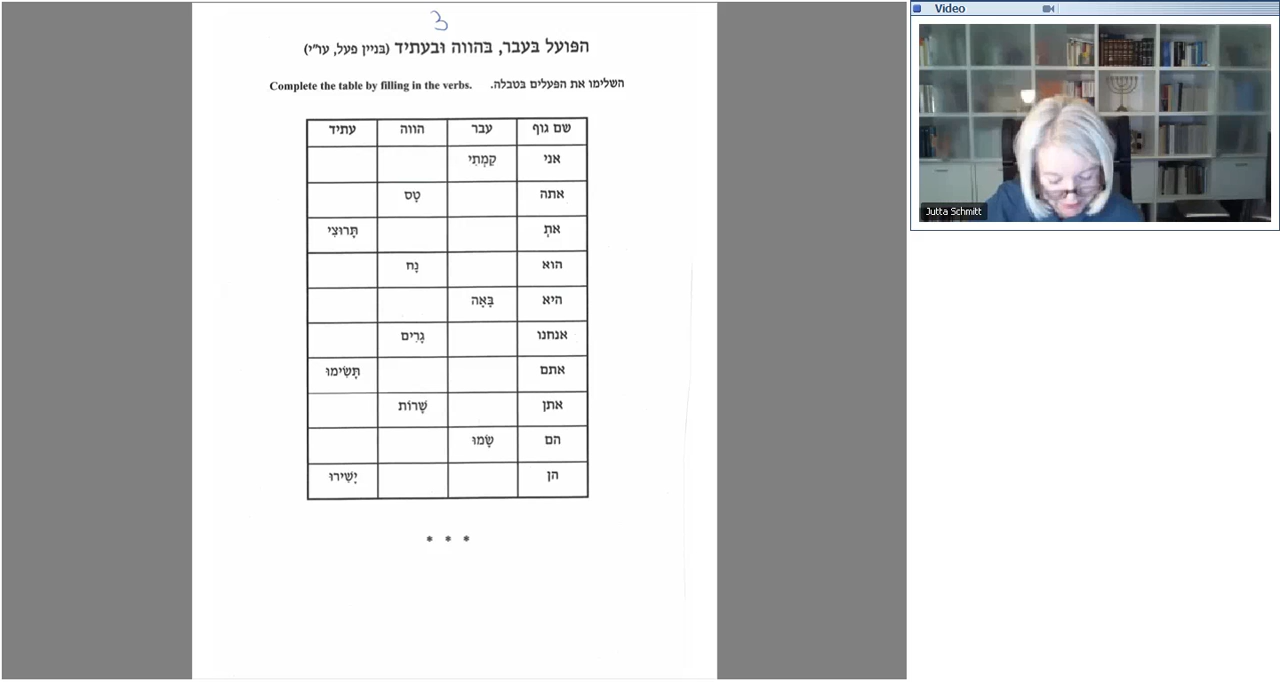 3
הפועל בעבר, בהווה ובעתיד (בניין פעל, עו"י)
השלימו את הפעלים בטבלה. Complete the table by filling in the verbs.
שם גוף עבר הווה עתיד
אני קַמְתִּי
אתה טָס
אתְ תָּרוּצִי
הוא נָח
היא בָּאָה
אנחנו גָּרִים
אתם תָּשִׂימוּ
אתן שָׁרוֹת
הם שָׂמוּ
הן יָשִׁירוּ
* * *
Video
Jutta Schmitt